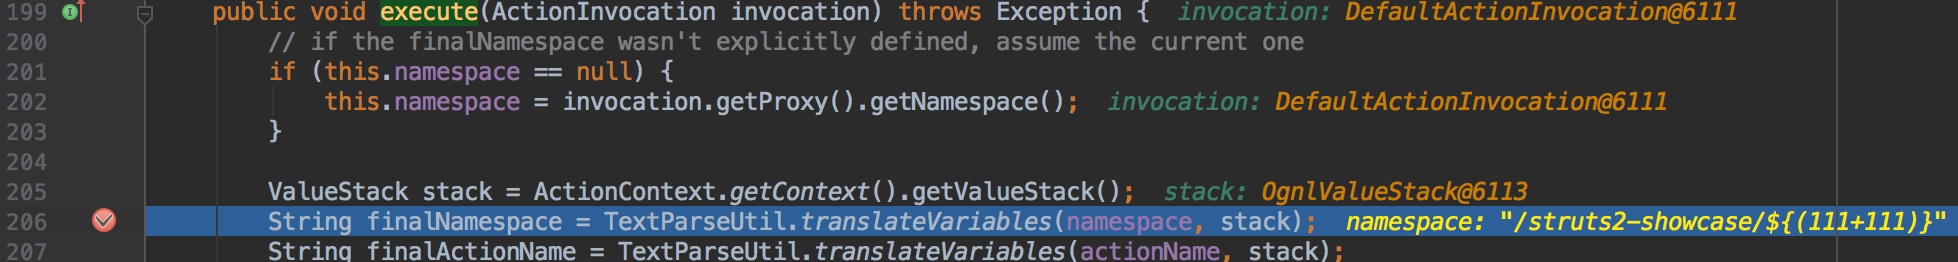 199 public void execute(ActionInvocation invocation) throws Exception { invocation: DefaultActionInvocation@6111
200 // if the finalNamespace wasn't explicitly defined, assume the current one
201 if (this.namespace == null) {
202 this.namespace = invocation.getProxy().getNamespace(); invocation: DefaultActionInvocation@6111
203 }
204
205 ValueStack stack = ActionContext.getContext().getValueStack(); stack: OgnlValueStack@6113
206 String finalNamespace = TextParseUtil.translateVariables(namespace, stack); namespace: "/struts2-showcase/${(111+111)}"
207 String finalActionName = TextParseUtil.translateVariables(actionName, stack);